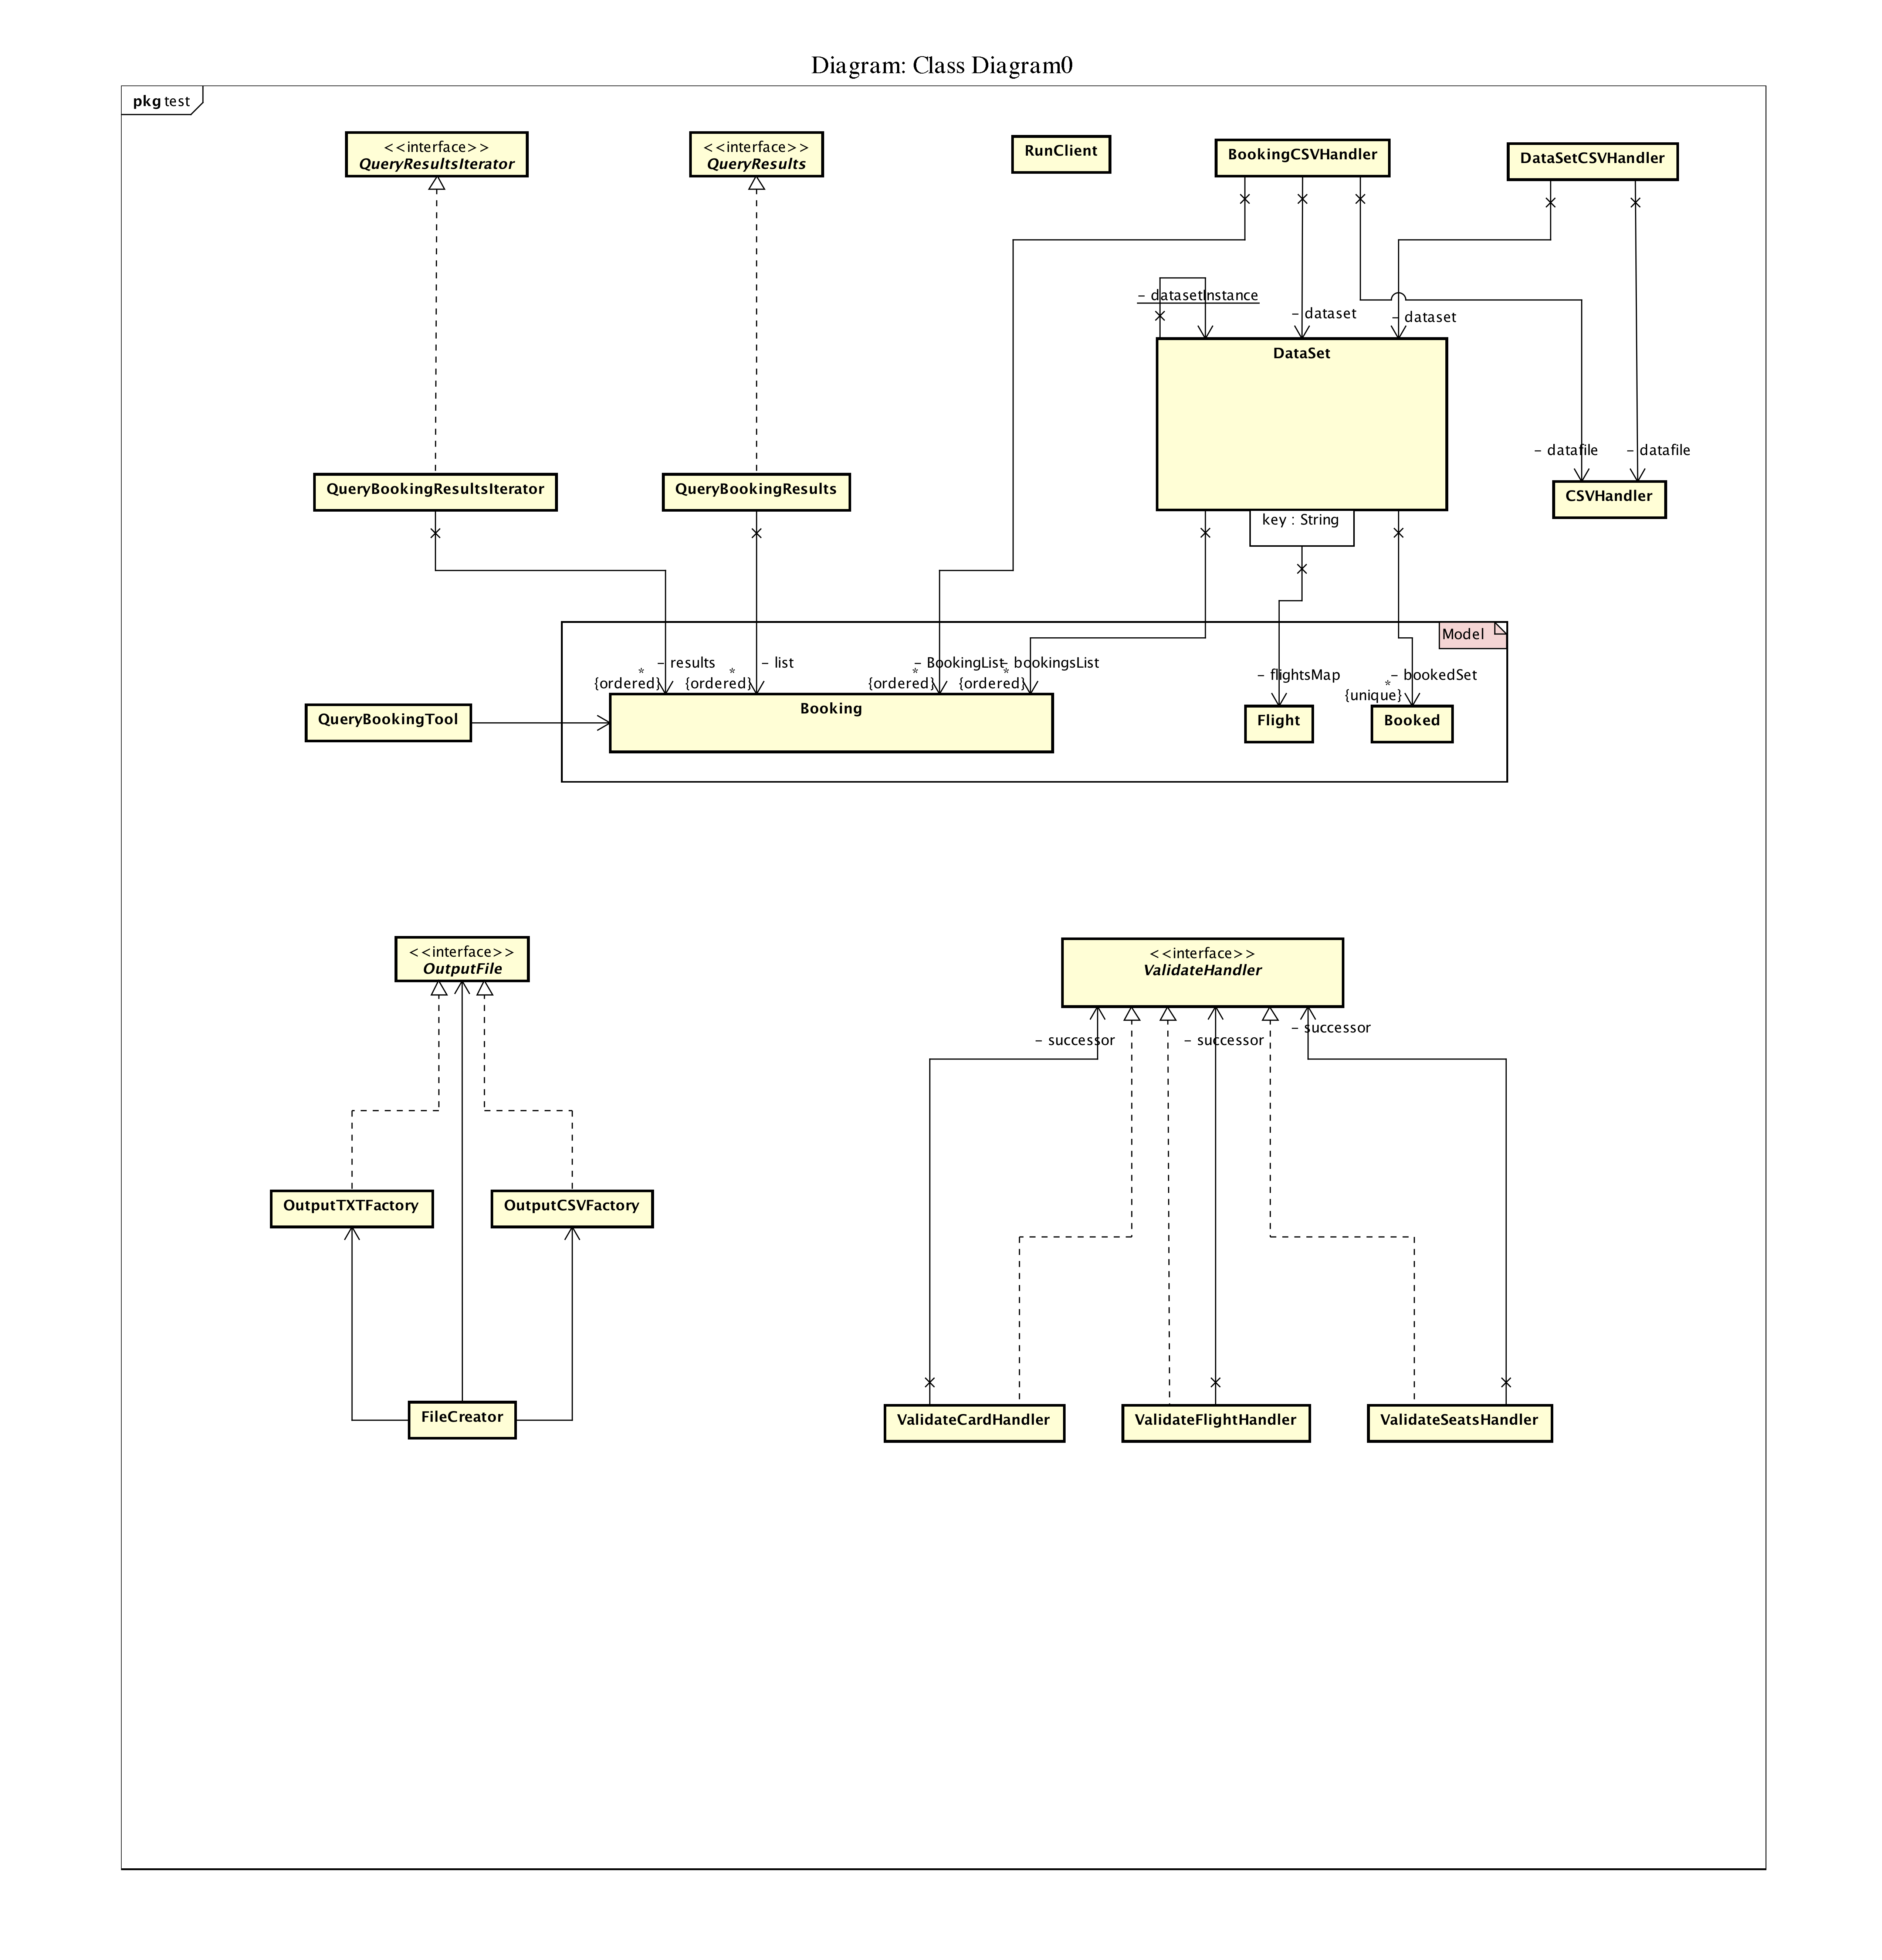 Diagram: Class Diagram0
pkg test
<<interface>>
QueryResultsIterator
<<interface>>
QueryResults
RunClient
BookingCSVHandler
DataSetCSVHandler
- datasetInstance
- dataset
- dataset
DataSet
- datafile
- datafile
QueryBookingResultsIterator
QueryBookingResults
CSVHandler
key : String
Model
- results
*
{ordered}
- list
*
{ordered}
- BookingList
*
{ordered}
- bookingsList
*
{ordered}
- flightsMap
- bookedSet
*
{unique}
QueryBookingTool
Booking
Flight
Booked
<<interface>>
OutputFile
<<interface>>
ValidateHandler
- successor
- successor
- successor
OutputTXTFactory
OutputCSVFactory
FileCreator
ValidateCardHandler
ValidateFlightHandler
ValidateSeatsHandler